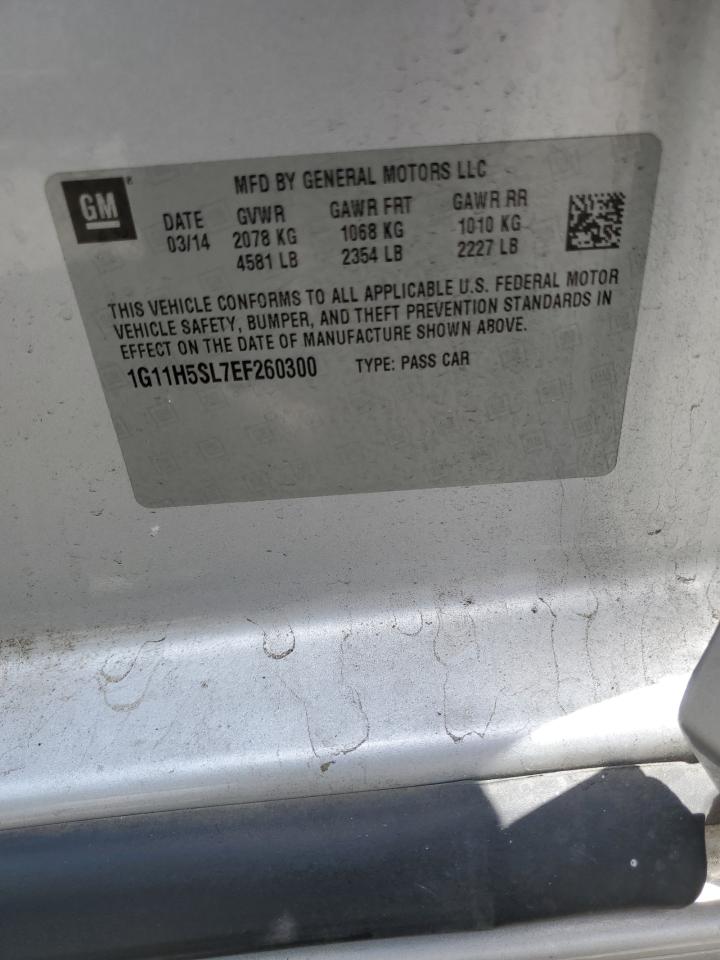 GM®
MFD BY GENERAL MOTORS LLC
DATE GVWR GAWR FRT GAWR RR
03/14 2078 KG 1068 KG 1010 KG
4581 LB 2354 LB 2227 LB
THIS VEHICLE CONFORMS TO ALL APPLICABLE U.S. FEDERAL MOTOR
VEHICLE SAFETY, BUMPER, AND THEFT PREVENTION STANDARDS IN
EFFECT ON THE DATE OF MANUFACTURE SHOWN ABOVE.
1G11H5SL7EF260300 TYPE: PASS CAR